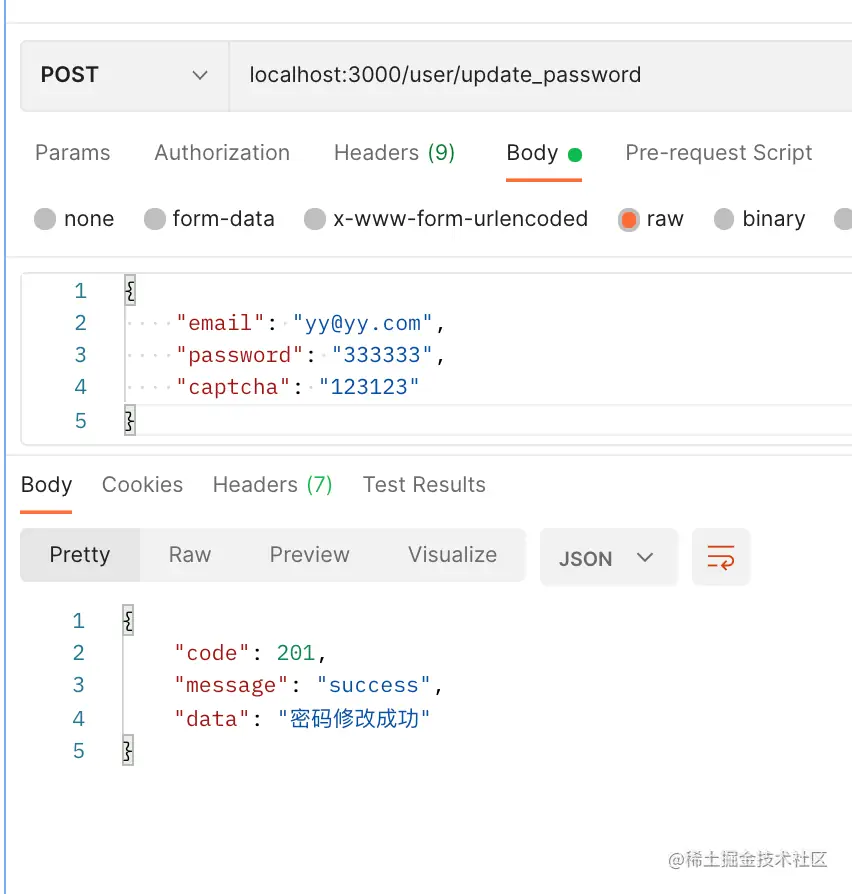 POST localhost:3000/user/update_password
Params Authorization Headers (9) Body Pre-request Script
none form-data x-www-form-urlencoded raw binary
1 {
2 "email": "yy@yy.com",
3 "password": "333333",
4 "captcha": "123123"
5 }
Body Cookies Headers (7) Test Results
Pretty Raw Preview Visualize JSON
1 {
2 "code": 201,
3 "message": "success",
4 "data": "密码修改成功"
5 }
@稀土掘金技术社区